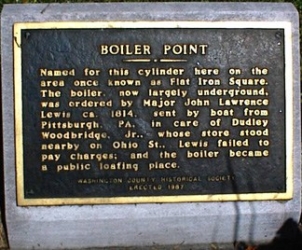 BOILER POINT
Named for this cylinder here on the
area once known as Flat Iron Square.
The boiler, now largely underground,
was ordered by Major John Lawrence
Lewis ca. 1814, sent by boat from
Pittsburgh, PA. in care of Dudley
Woodbridge, Jr., whose store stood
nearby on Ohio St., Lewis failed to
pay charges; and the boiler became
a public loafing place.
WASHINGTON COUNTY HISTORICAL SOCIETY
ERECTED 1987